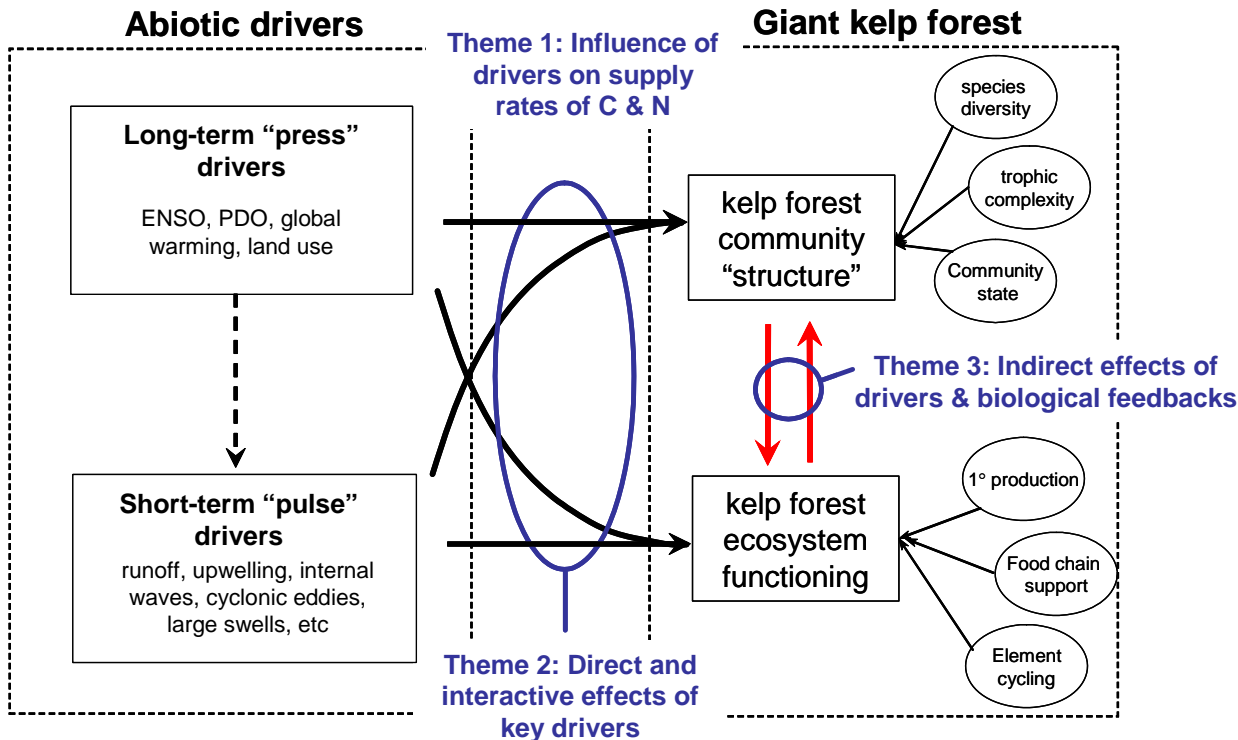 Abiotic drivers
Giant kelp forest
Theme 1: Influence of
drivers on supply
rates of C & N
Long-term “press”
drivers
ENSO, PDO, global
warming, land use
Short-term “pulse”
drivers
runoff, upwelling, internal
waves, cyclonic eddies,
large swells, etc
Theme 2: Direct and
interactive effects of
key drivers
kelp forest
community
“structure”
species
diversity
trophic
complexity
Community
state
Theme 3: Indirect effects of
drivers & biological feedbacks
kelp forest
ecosystem
functioning
1° production
Food chain
support
Element
cycling